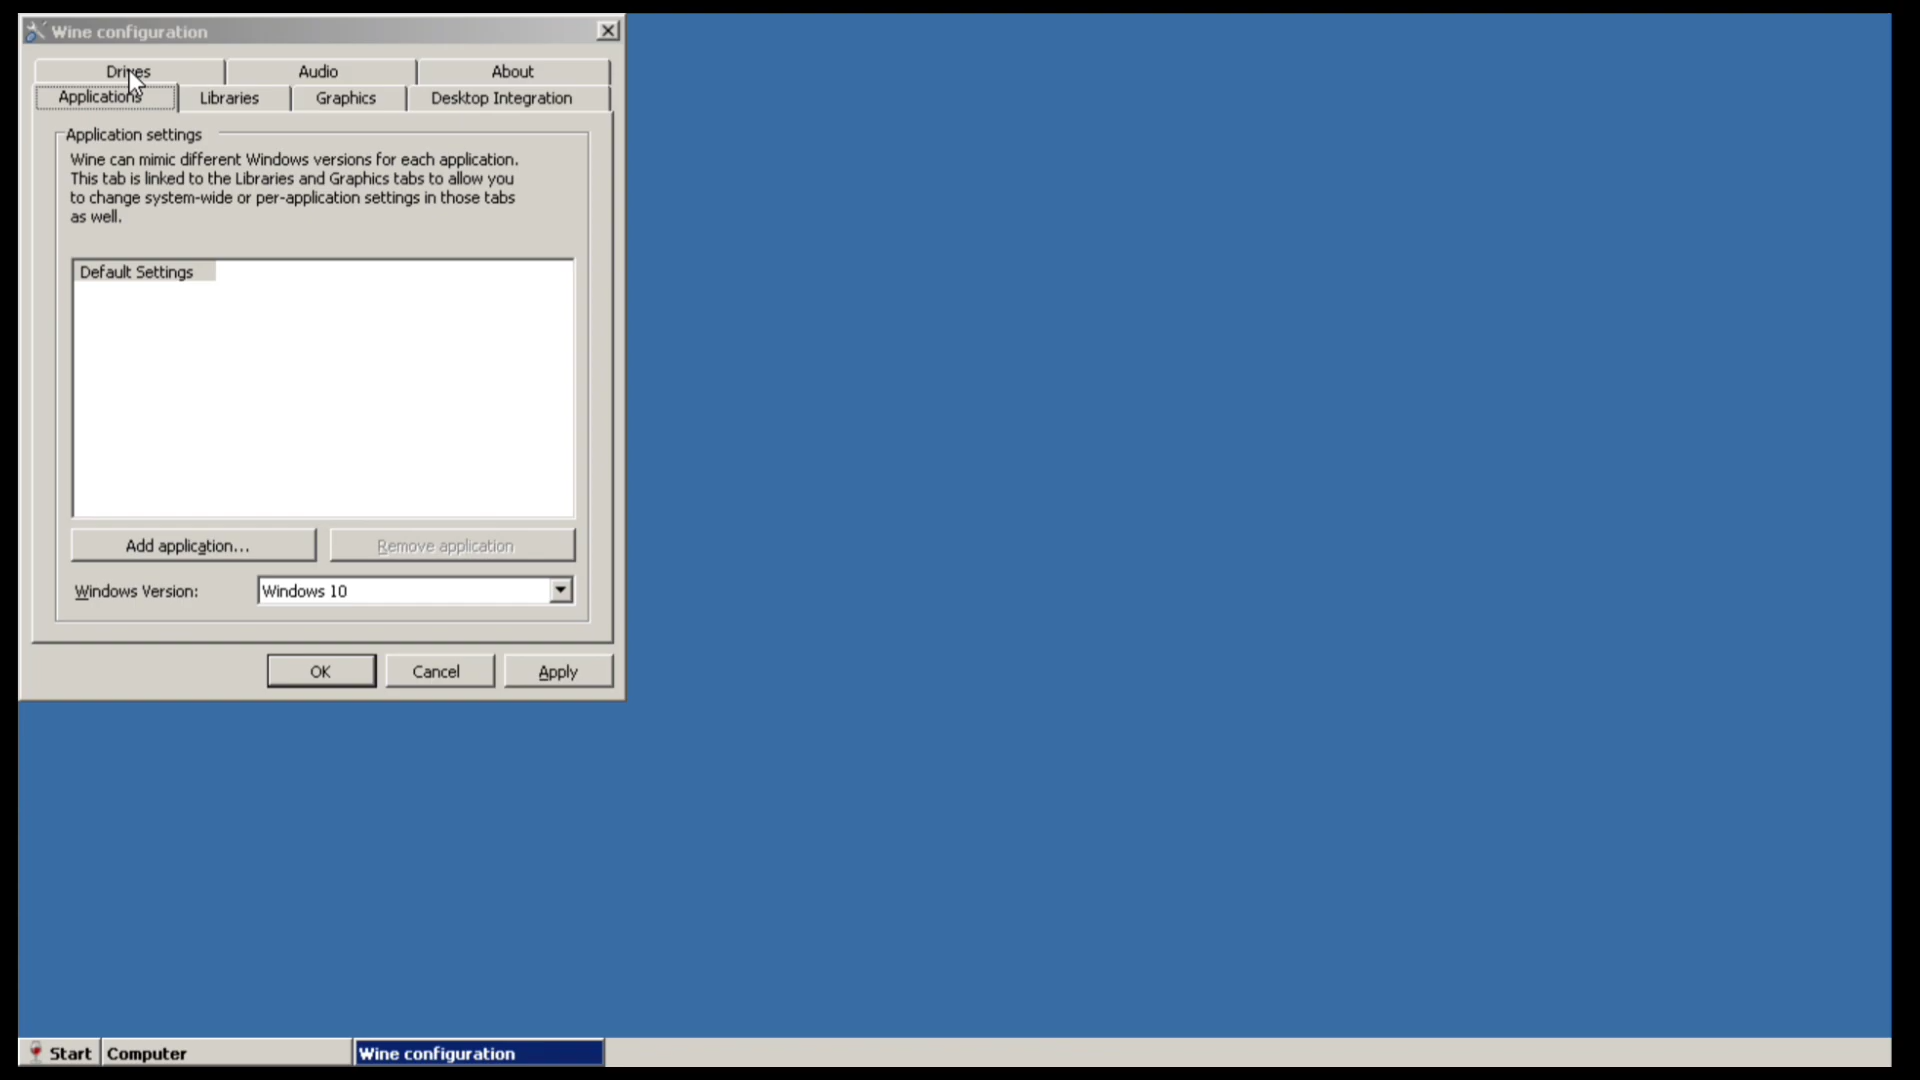 Wine configuration
Drives Audio About
Applications Libraries Graphics Desktop Integration
Application settings
Wine can mimic different Windows versions for each application.
This tab is linked to the Libraries and Graphics tabs to allow you
to change system-wide or per-application settings in those tabs
as well.
Default Settings
Add application... Remove application
Windows Version: Windows 10
OK Cancel Apply
Start Computer Wine configuration